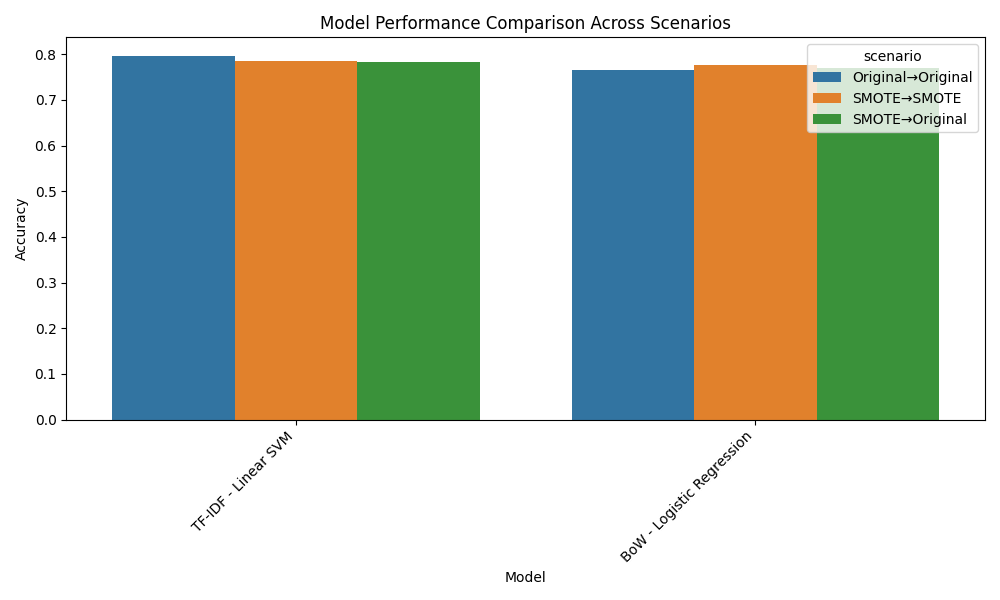 Model Performance Comparison Across Scenarios
scenario
Original→Original
SMOTE→SMOTE
SMOTE→Original
Accuracy
0.8
0.7
0.6
0.5
0.4
0.3
0.2
0.1
0.0
TF-IDF - Linear SVM
BoW - Logistic Regression
Model